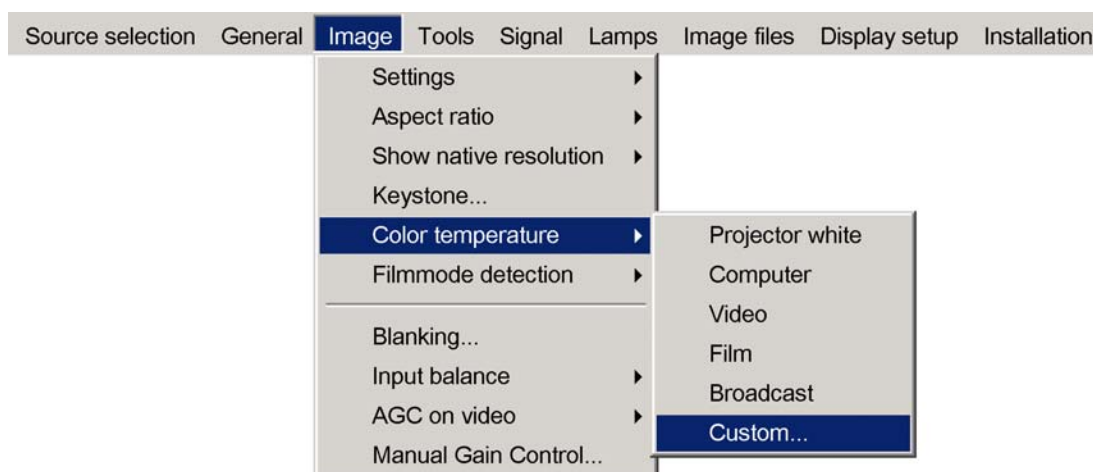 Source selection General Image Tools Signal Lamps Image files Display setup Installation
Settings
Aspect ratio
Show native resolution
Keystone...
Color temperature
Filmmode detection
Blanking...
Input balance
AGC on video
Manual Gain Control...
Projector white
Computer
Video
Film
Broadcast
Custom...